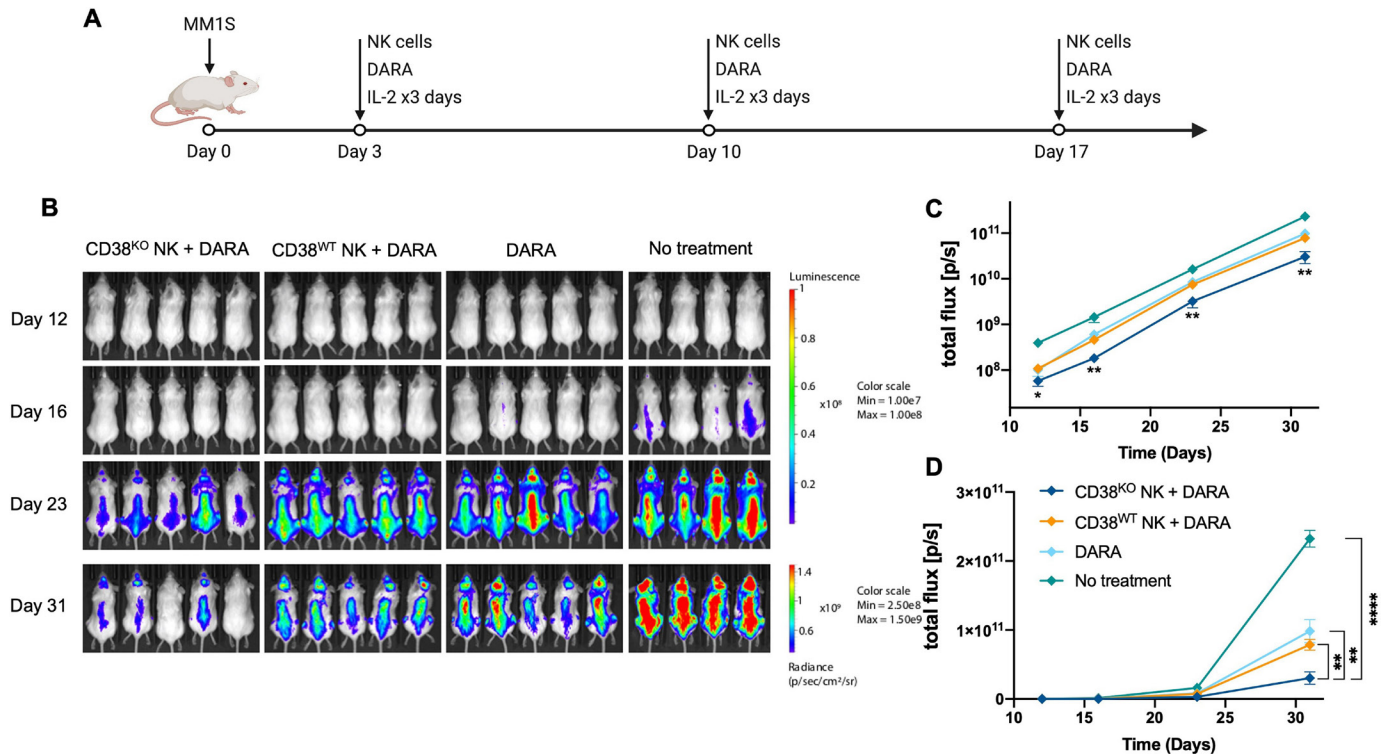 A
MM1S
NK cells
DARA
IL-2 x3 days
NK cells
DARA
IL-2 x3 days
NK cells
DARA
IL-2 x3 days
Day 0
Day 3
Day 10
Day 17
B
CD38KO NK + DARA
CD38WT NK + DARA
DARA
No treatment
Day 12
Day 16
Day 23
Day 31
Luminescence
1
0.8
0.6
x10⁸
0.4
0.2
Color scale
Min = 1.00e7
Max = 1.00e8
1.4
1.0
x10⁹
0.6
Color scale
Min = 2.50e8
Max = 1.50e9
Radiance
(p/sec/cm²/sr)
C
total flux [p/s]
10¹¹
10¹⁰
10⁹
10⁸
*
**
**
**
10
15
20
25
30
Time (Days)
D
total flux [p/s]
3×10¹¹
2×10¹¹
1×10¹¹
0
CD38KO NK + DARA
CD38WT NK + DARA
DARA
No treatment
**
**
****
10
15
20
25
30
Time (Days)